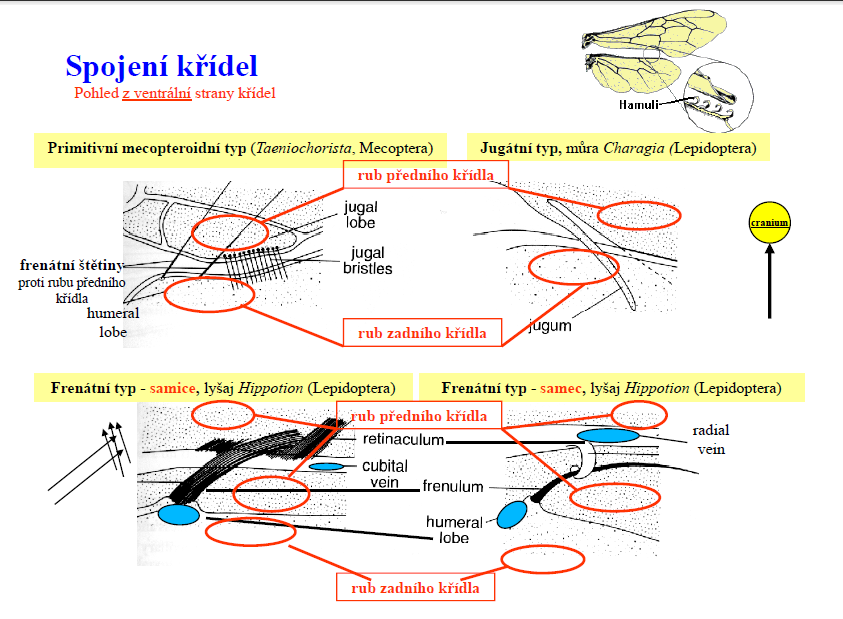 Spojení křídel
Pohled z ventrální strany křídel
Hamuli
Primitivní mecopteroidní typ (Taeniochorista, Mecoptera)
Jugátní typ, můra Charagia (Lepidoptera)
rub předního křídla
jugal
lobe
jugal
bristles
frenátní štětiny
proti rubu předního
křídla
humeral
lobe
cranium
rub zadního křídla
jugum
Frenátní typ - samice, lyšaj Hippotion (Lepidoptera)
Frenátní typ - samec, lyšaj Hippotion (Lepidoptera)
rub předního křídla
retinaculum
radial
vein
cubital
vein
frenulum
humeral
lobe
rub zadního křídla